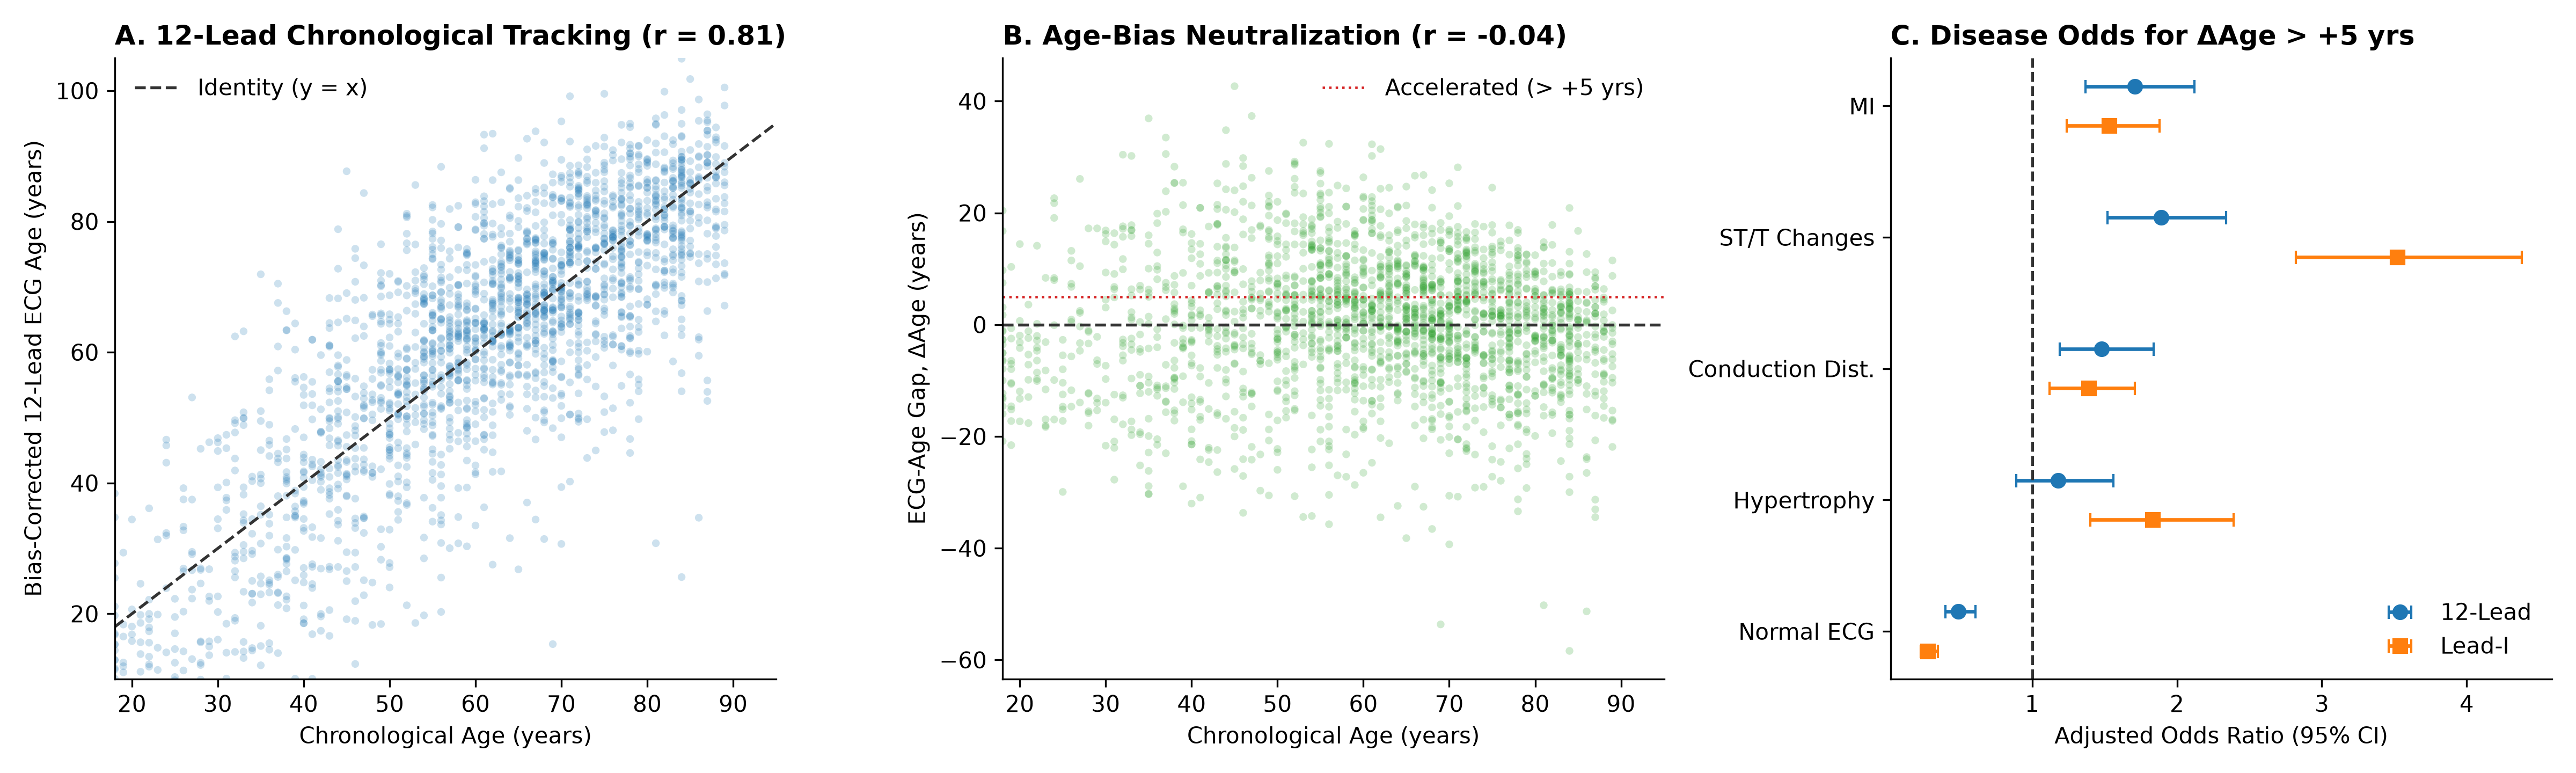 A. 12-Lead Chronological Tracking (r = 0.81)
Identity (y = x)
Bias-Corrected 12-Lead ECG Age (years)
100
80
60
40
20
20 30 40 50 60 70 80 90
Chronological Age (years)
B. Age-Bias Neutralization (r = -0.04)
Accelerated (> +5 yrs)
ECG-Age Gap, ΔAge (years)
40
20
0
−20
−40
−60
20 30 40 50 60 70 80 90
Chronological Age (years)
C. Disease Odds for ΔAge > +5 yrs
MI
ST/T Changes
Conduction Dist.
Hypertrophy
Normal ECG
12-Lead
Lead-I
1 2 3 4
Adjusted Odds Ratio (95% CI)